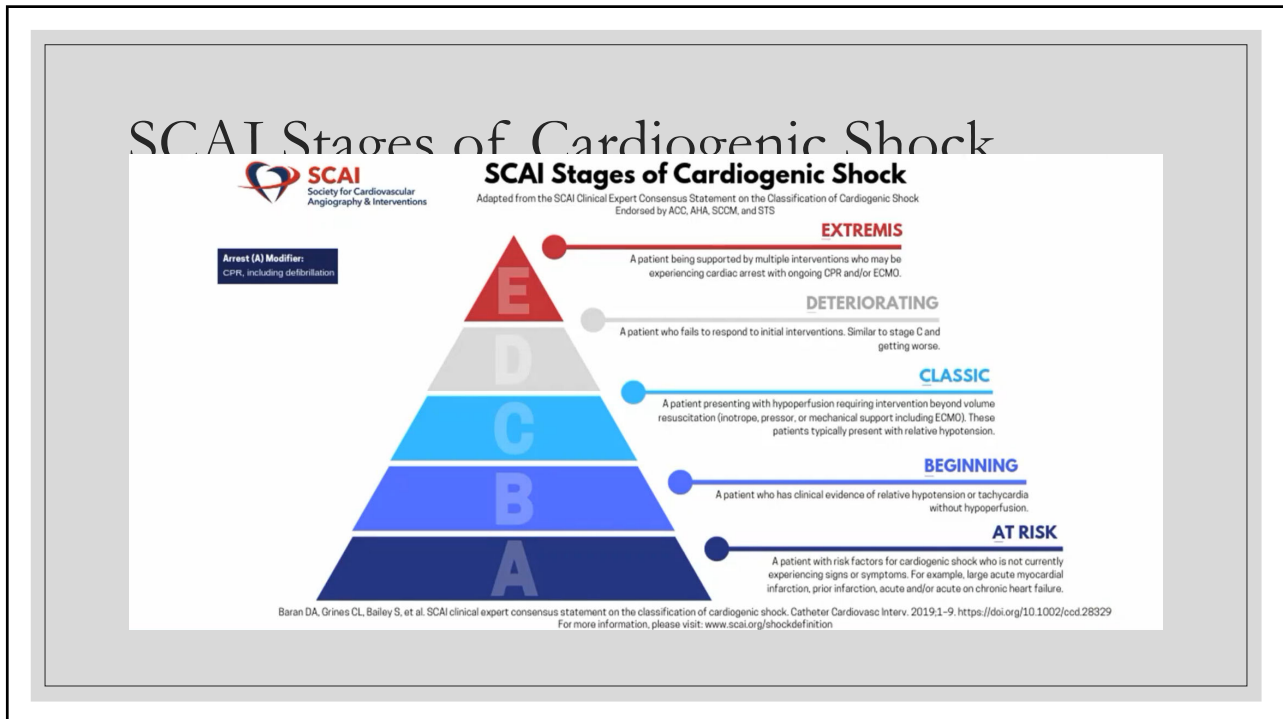 SCAI Stages of Cardiogenic Shock
SCAI
Society for Cardiovascular
Angiography & Interventions
SCAI Stages of Cardiogenic Shock
Adapted from the SCAI Clinical Expert Consensus Statement on the Classification of Cardiogenic Shock
Endorsed by ACC, AHA, SCCM, and STS
Arrest (A) Modifier:
CPR, including defibrillation
E
EXTREMIS
A patient being supported by multiple interventions who may be
experiencing cardiac arrest with ongoing CPR and/or ECMO.
D
DETERIORATING
A patient who fails to respond to initial interventions. Similar to stage C and
getting worse.
C
CLASSIC
A patient presenting with hypoperfusion requiring intervention beyond volume
resuscitation (inotrope, pressor, or mechanical support including ECMO). These
patients typically present with relative hypotension.
B
BEGINNING
A patient who has clinical evidence of relative hypotension or tachycardia
without hypoperfusion.
A
AT RISK
A patient with risk factors for cardiogenic shock who is not currently
experiencing signs or symptoms. For example, large acute myocardial
infarction, prior infarction, acute and/or acute on chronic heart failure.
Baran DA, Grines CL, Bailey S, et al. SCAI clinical expert consensus statement on the classification of cardiogenic shock. Catheter Cardiovasc Interv. 2019;1–9. https://doi.org/10.1002/ccd.28329
For more information, please visit: www.scai.org/shockdefinition